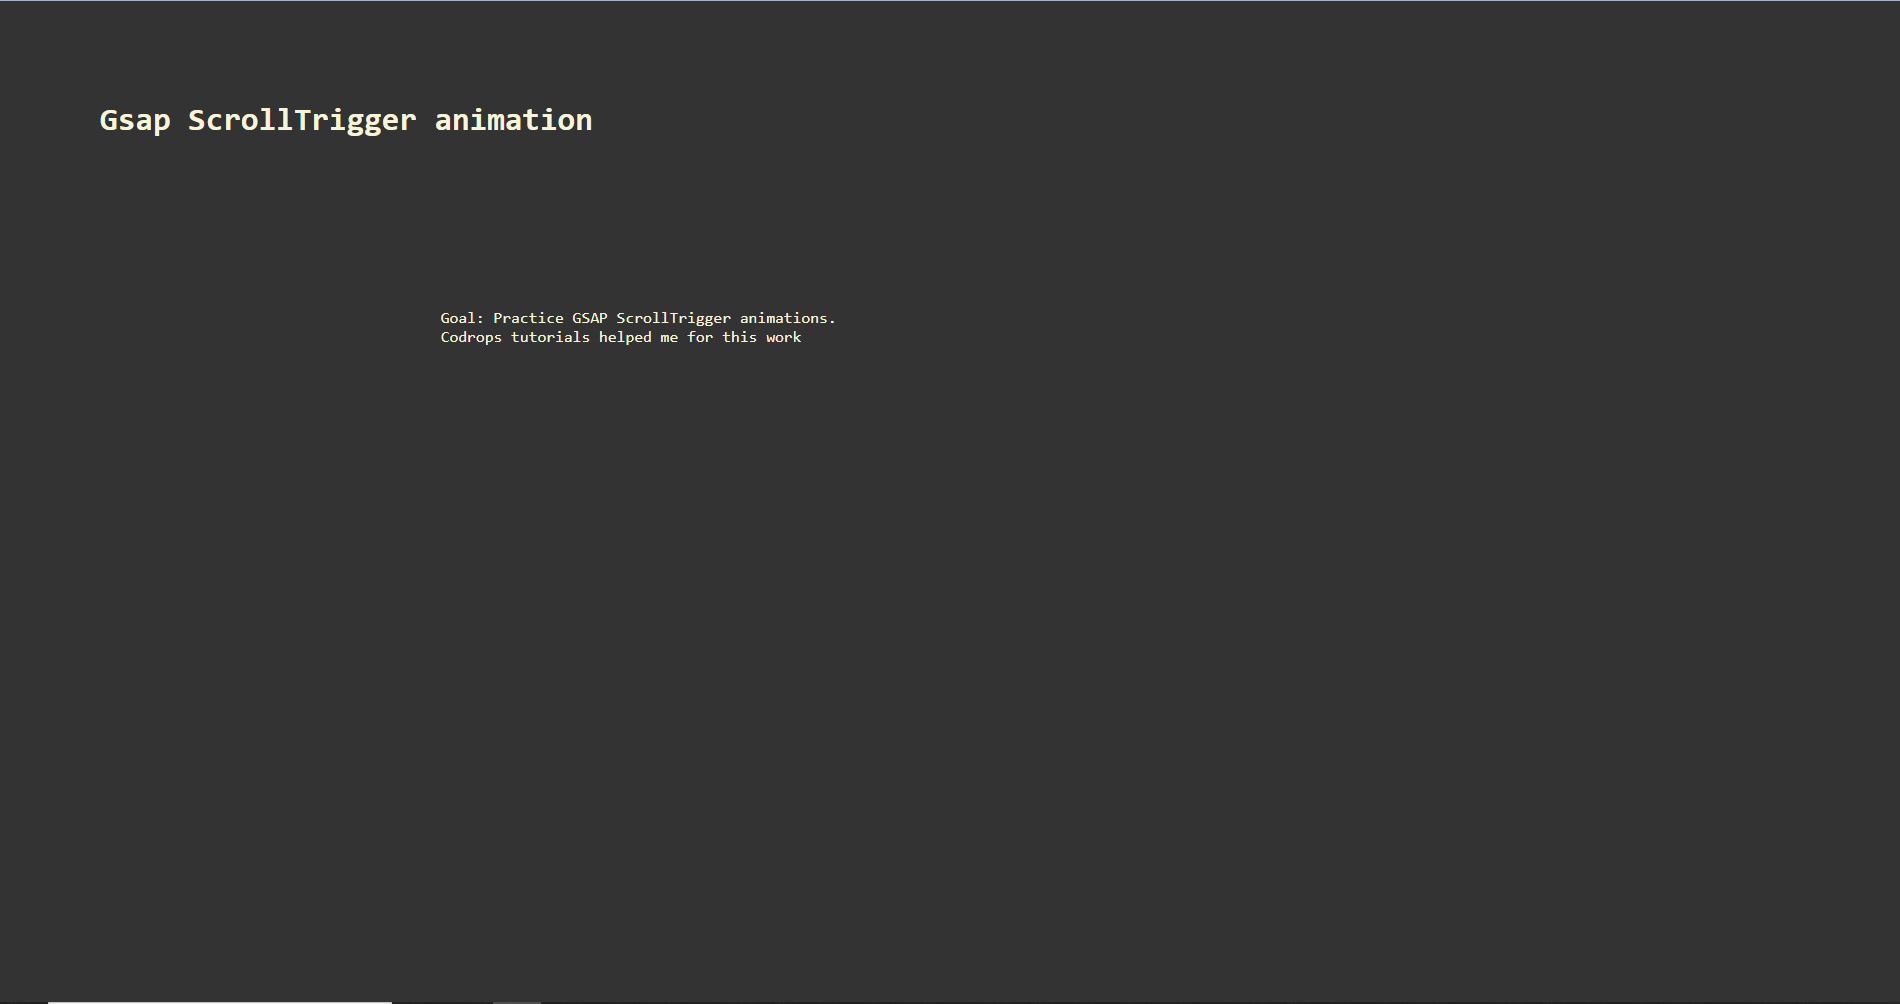 Gsap ScrollTrigger animation
Goal: Practice GSAP ScrollTrigger animations.
Codrops tutorials helped me for this work